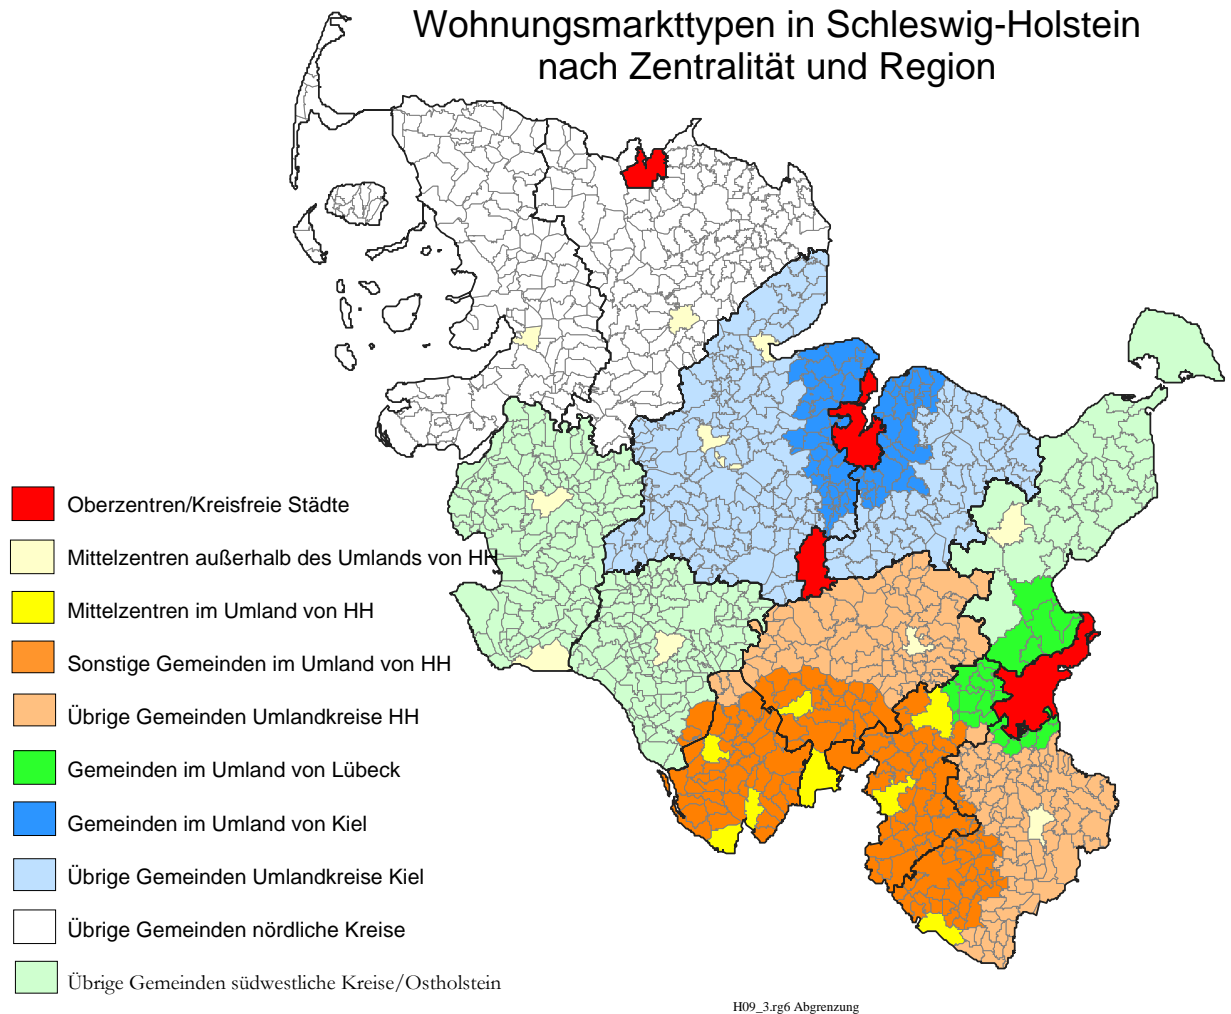 Wohnungsmarkttypen in Schleswig-Holstein
nach Zentralität und Region
Oberzentren/Kreisfreie Städte
Mittelzentren außerhalb des Umlands von HH
Mittelzentren im Umland von HH
Sonstige Gemeinden im Umland von HH
Übrige Gemeinden Umlandkreise HH
Gemeinden im Umland von Lübeck
Gemeinden im Umland von Kiel
Übrige Gemeinden Umlandkreise Kiel
Übrige Gemeinden nördliche Kreise
Übrige Gemeinden südwestliche Kreise/Ostholstein
H09_3.rg6 Abgrenzung